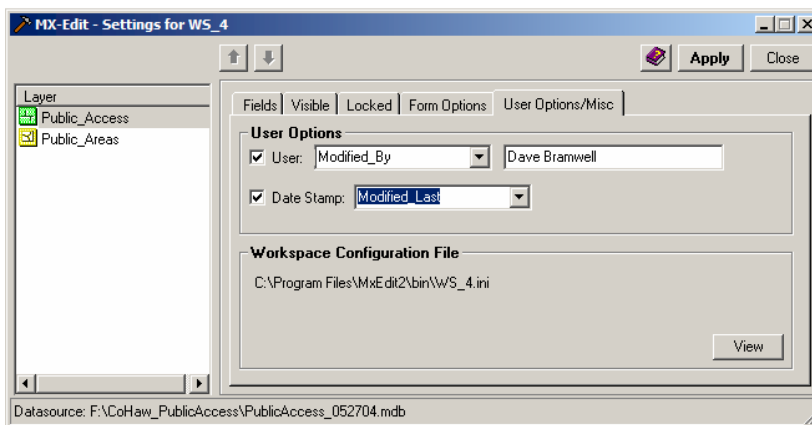 MX-Edit - Settings for WS_4
Apply
Close
Layer
Public_Access
Public_Areas
Fields
Visible
Locked
Form Options
User Options/Misc
User Options
User: Modified_By Dave Bramwell
Date Stamp: Modified_Last
Workspace Configuration File
C:\Program Files\MxEdit2\bin\WS_4.ini
View
Datasource: F:\CoHaw_PublicAccess\PublicAccess_052704.mdb